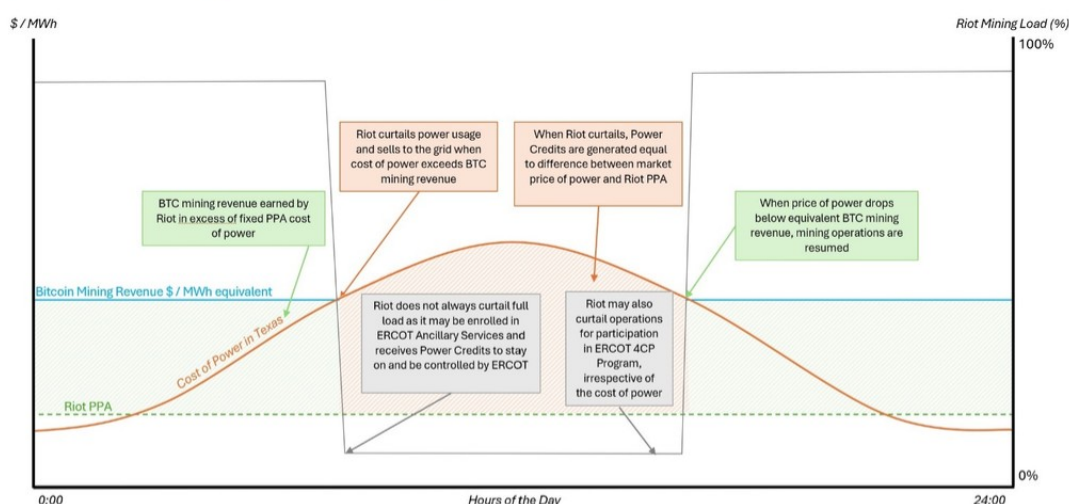 $ / MWh
Riot Mining Load (%)
100%
Riot curtails power usage
and sells to the grid when
cost of power exceeds BTC
mining revenue
When Riot curtails, Power
Credits are generated equal
to difference between market
price of power and Riot PPA
BTC mining revenue earned by
Riot in excess of fixed PPA cost
of power
When price of power drops
below equivalent BTC mining
revenue, mining operations are
resumed
Bitcoin Mining Revenue $ / MWh equivalent
Cost of Power in Texas
Riot does not always curtail full
load as it may be enrolled in
ERCOT Ancillary Services and
receives Power Credits to stay
on and be controlled by ERCOT
Riot may also
curtail operations
for participation
in ERCOT 4CP
Program,
irrespective of
the cost of power
Riot PPA
0%
0:00
Hours of the Day
24:00